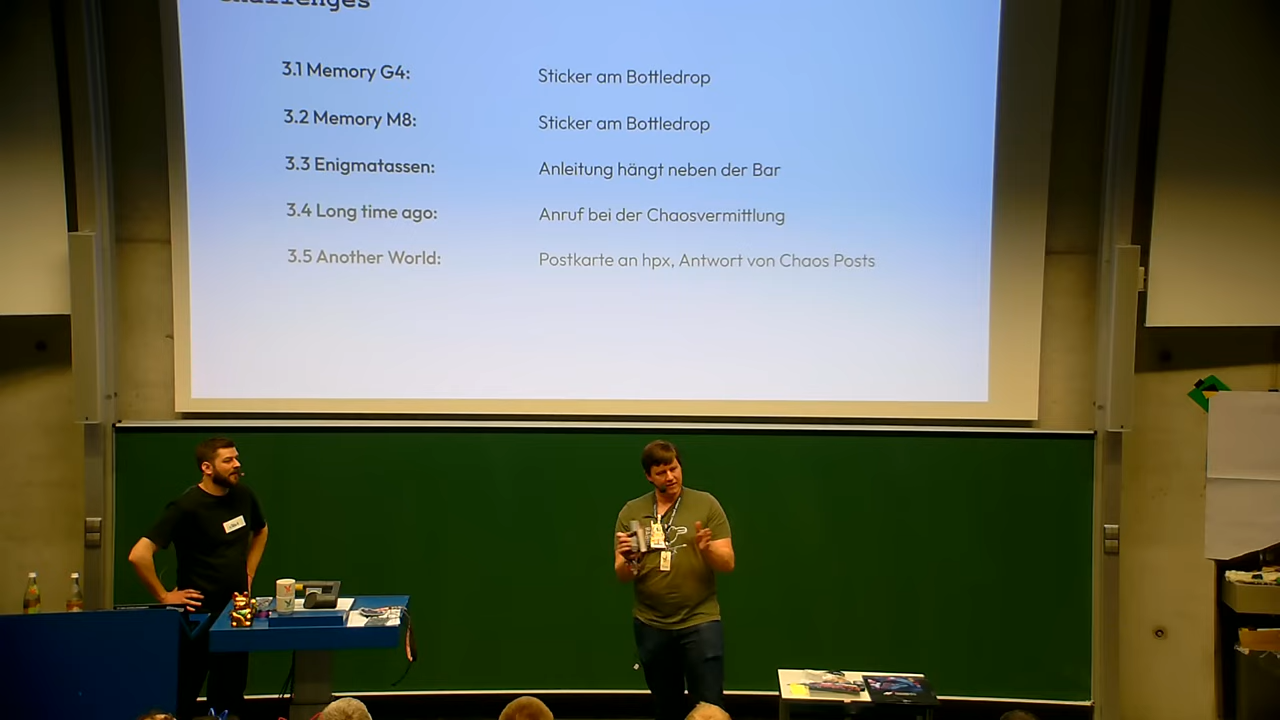 Challenges
3.1 Memory G4: Sticker am Bottledrop
3.2 Memory M8: Sticker am Bottledrop
3.3 Enigmatassen: Anleitung hängt neben der Bar
3.4 Long time ago: Anruf bei der Chaosvermittlung
3.5 Another World: Postkarte an hpx, Antwort von Chaos Posts